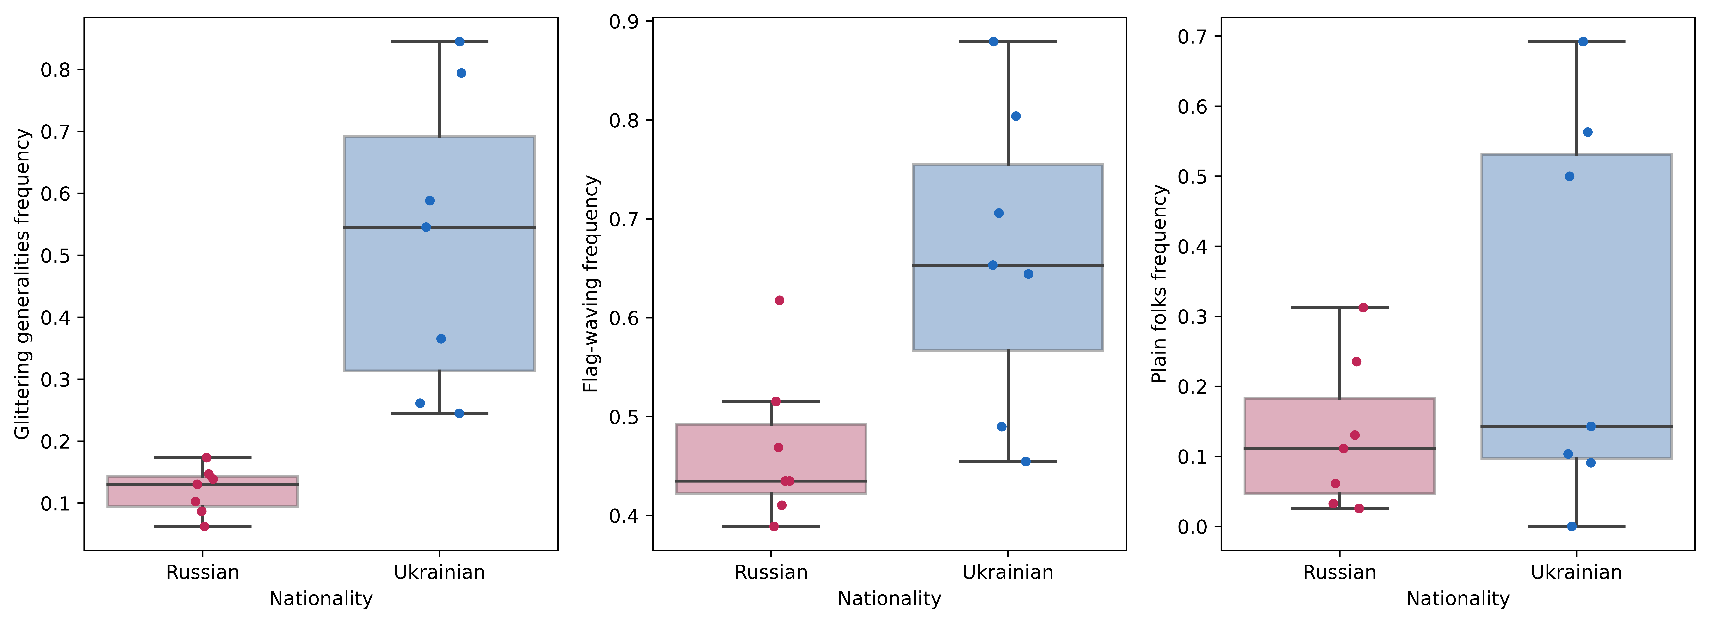 Glittering generalities frequency
0.8
0.7
0.6
0.5
0.4
0.3
0.2
0.1
Russian Ukrainian
Nationality
Flag-waving frequency
0.9
0.8
0.7
0.6
0.5
0.4
Russian Ukrainian
Nationality
Plain folks frequency
0.7
0.6
0.5
0.4
0.3
0.2
0.1
0.0
Russian Ukrainian
Nationality